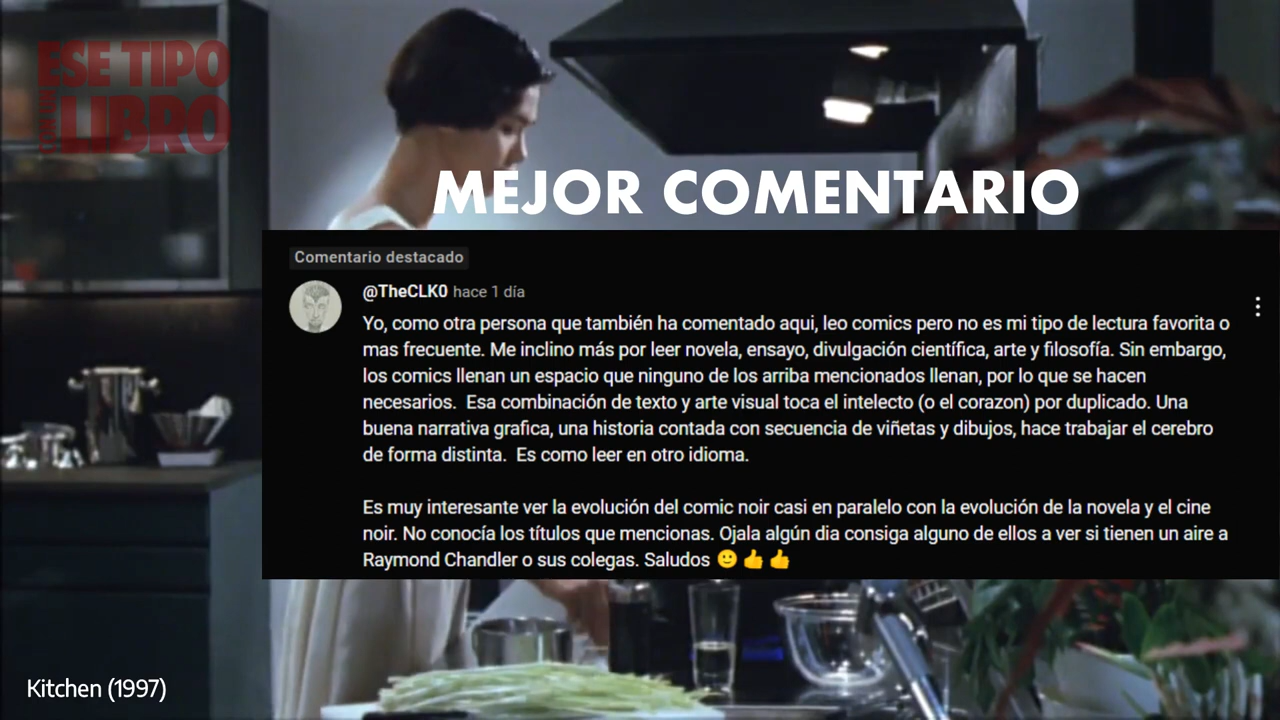 ESE TIPO
LIBRO
MEJOR COMENTARIO
Comentario destacado
@TheCLK0 hace 1 día
Yo, como otra persona que también ha comentado aqui, leo comics pero no es mi tipo de lectura favorita o
mas frecuente. Me inclino más por leer novela, ensayo, divulgación científica, arte y filosofía. Sin embargo,
los comics llenan un espacio que ninguno de los arriba mencionados llenan, por lo que se hacen
necesarios.  Esa combinación de texto y arte visual toca el intelecto (o el corazon) por duplicado. Una
buena narrativa grafica, una historia contada con secuencia de viñetas y dibujos, hace trabajar el cerebro
de forma distinta.  Es como leer en otro idioma.
Es muy interesante ver la evolución del comic noir casi en paralelo con la evolución de la novela y el cine
noir. No conocía los títulos que mencionas. Ojala algún dia consiga alguno de ellos a ver si tienen un aire a
Raymond Chandler o sus colegas. Saludos 🙂👍👍
Kitchen (1997)